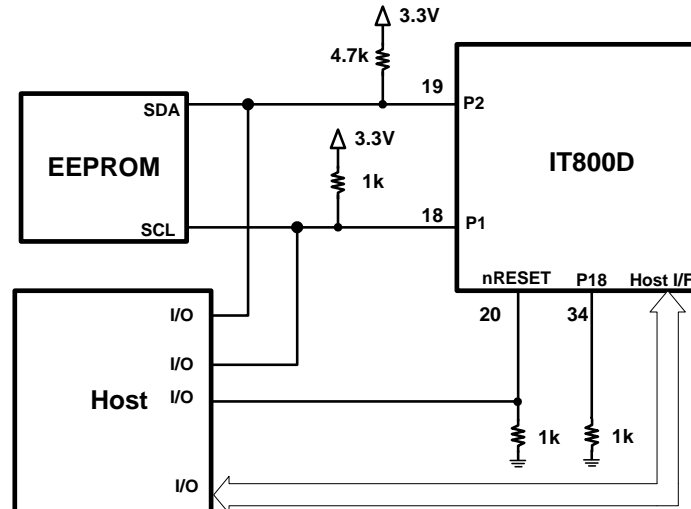 3.3V
4.7k
SDA
19
P2
3.3V
EEPROM
IT800D
1k
SCL
18
P1
nRESET
P18
Host I/F
I/O
20
34
I/O
Host
I/O
1k
1k
I/O